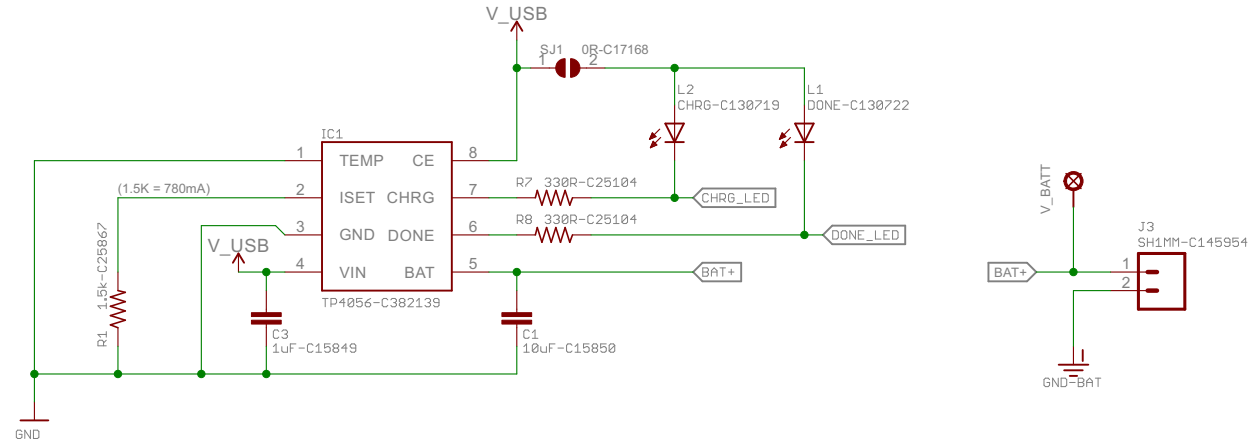 V_USB
SJ1 0R-C17168
1 2
L2
CHRG-C130719
L1
DONE-C130722
IC1
1 TEMP CE 8
(1.5K = 780mA)
2 ISET CHRG 7
R7 330R-C25104
CHRG_LED
3 GND DONE 6
R8 330R-C25104
DONE_LED
V_USB
4 VIN BAT 5
BAT+
TP4056-C382139
R1 1.5k-C25867
C3
1uF-C15849
C1
10uF-C15850
GND
V_BATT
J3
SH1MM-C145954
BAT+
1
2
GND-BAT